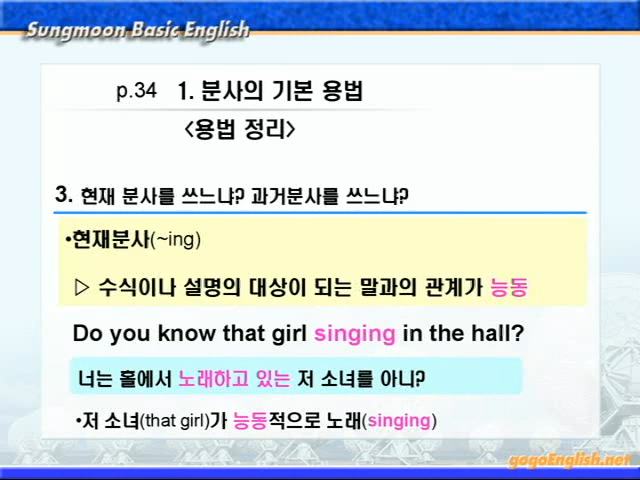 Sungmoon Basic English
p.34 1. 분사의 기본 용법
<용법 정리>
3. 현재 분사를 쓰느냐? 과거분사를 쓰느냐?
•현재분사(~ing)
▷ 수식이나 설명의 대상이 되는 말과의 관계가 능동
Do you know that girl singing in the hall?
너는 홀에서 노래하고 있는 저 소녀를 아니?
•저 소녀(that girl)가 능동적으로 노래(singing)
gogoEnglish.net